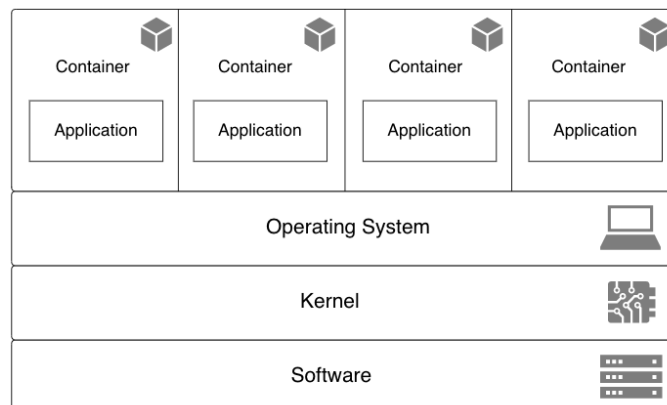 Container Container Container Container
Application Application Application Application
Operating System
Kernel
Software